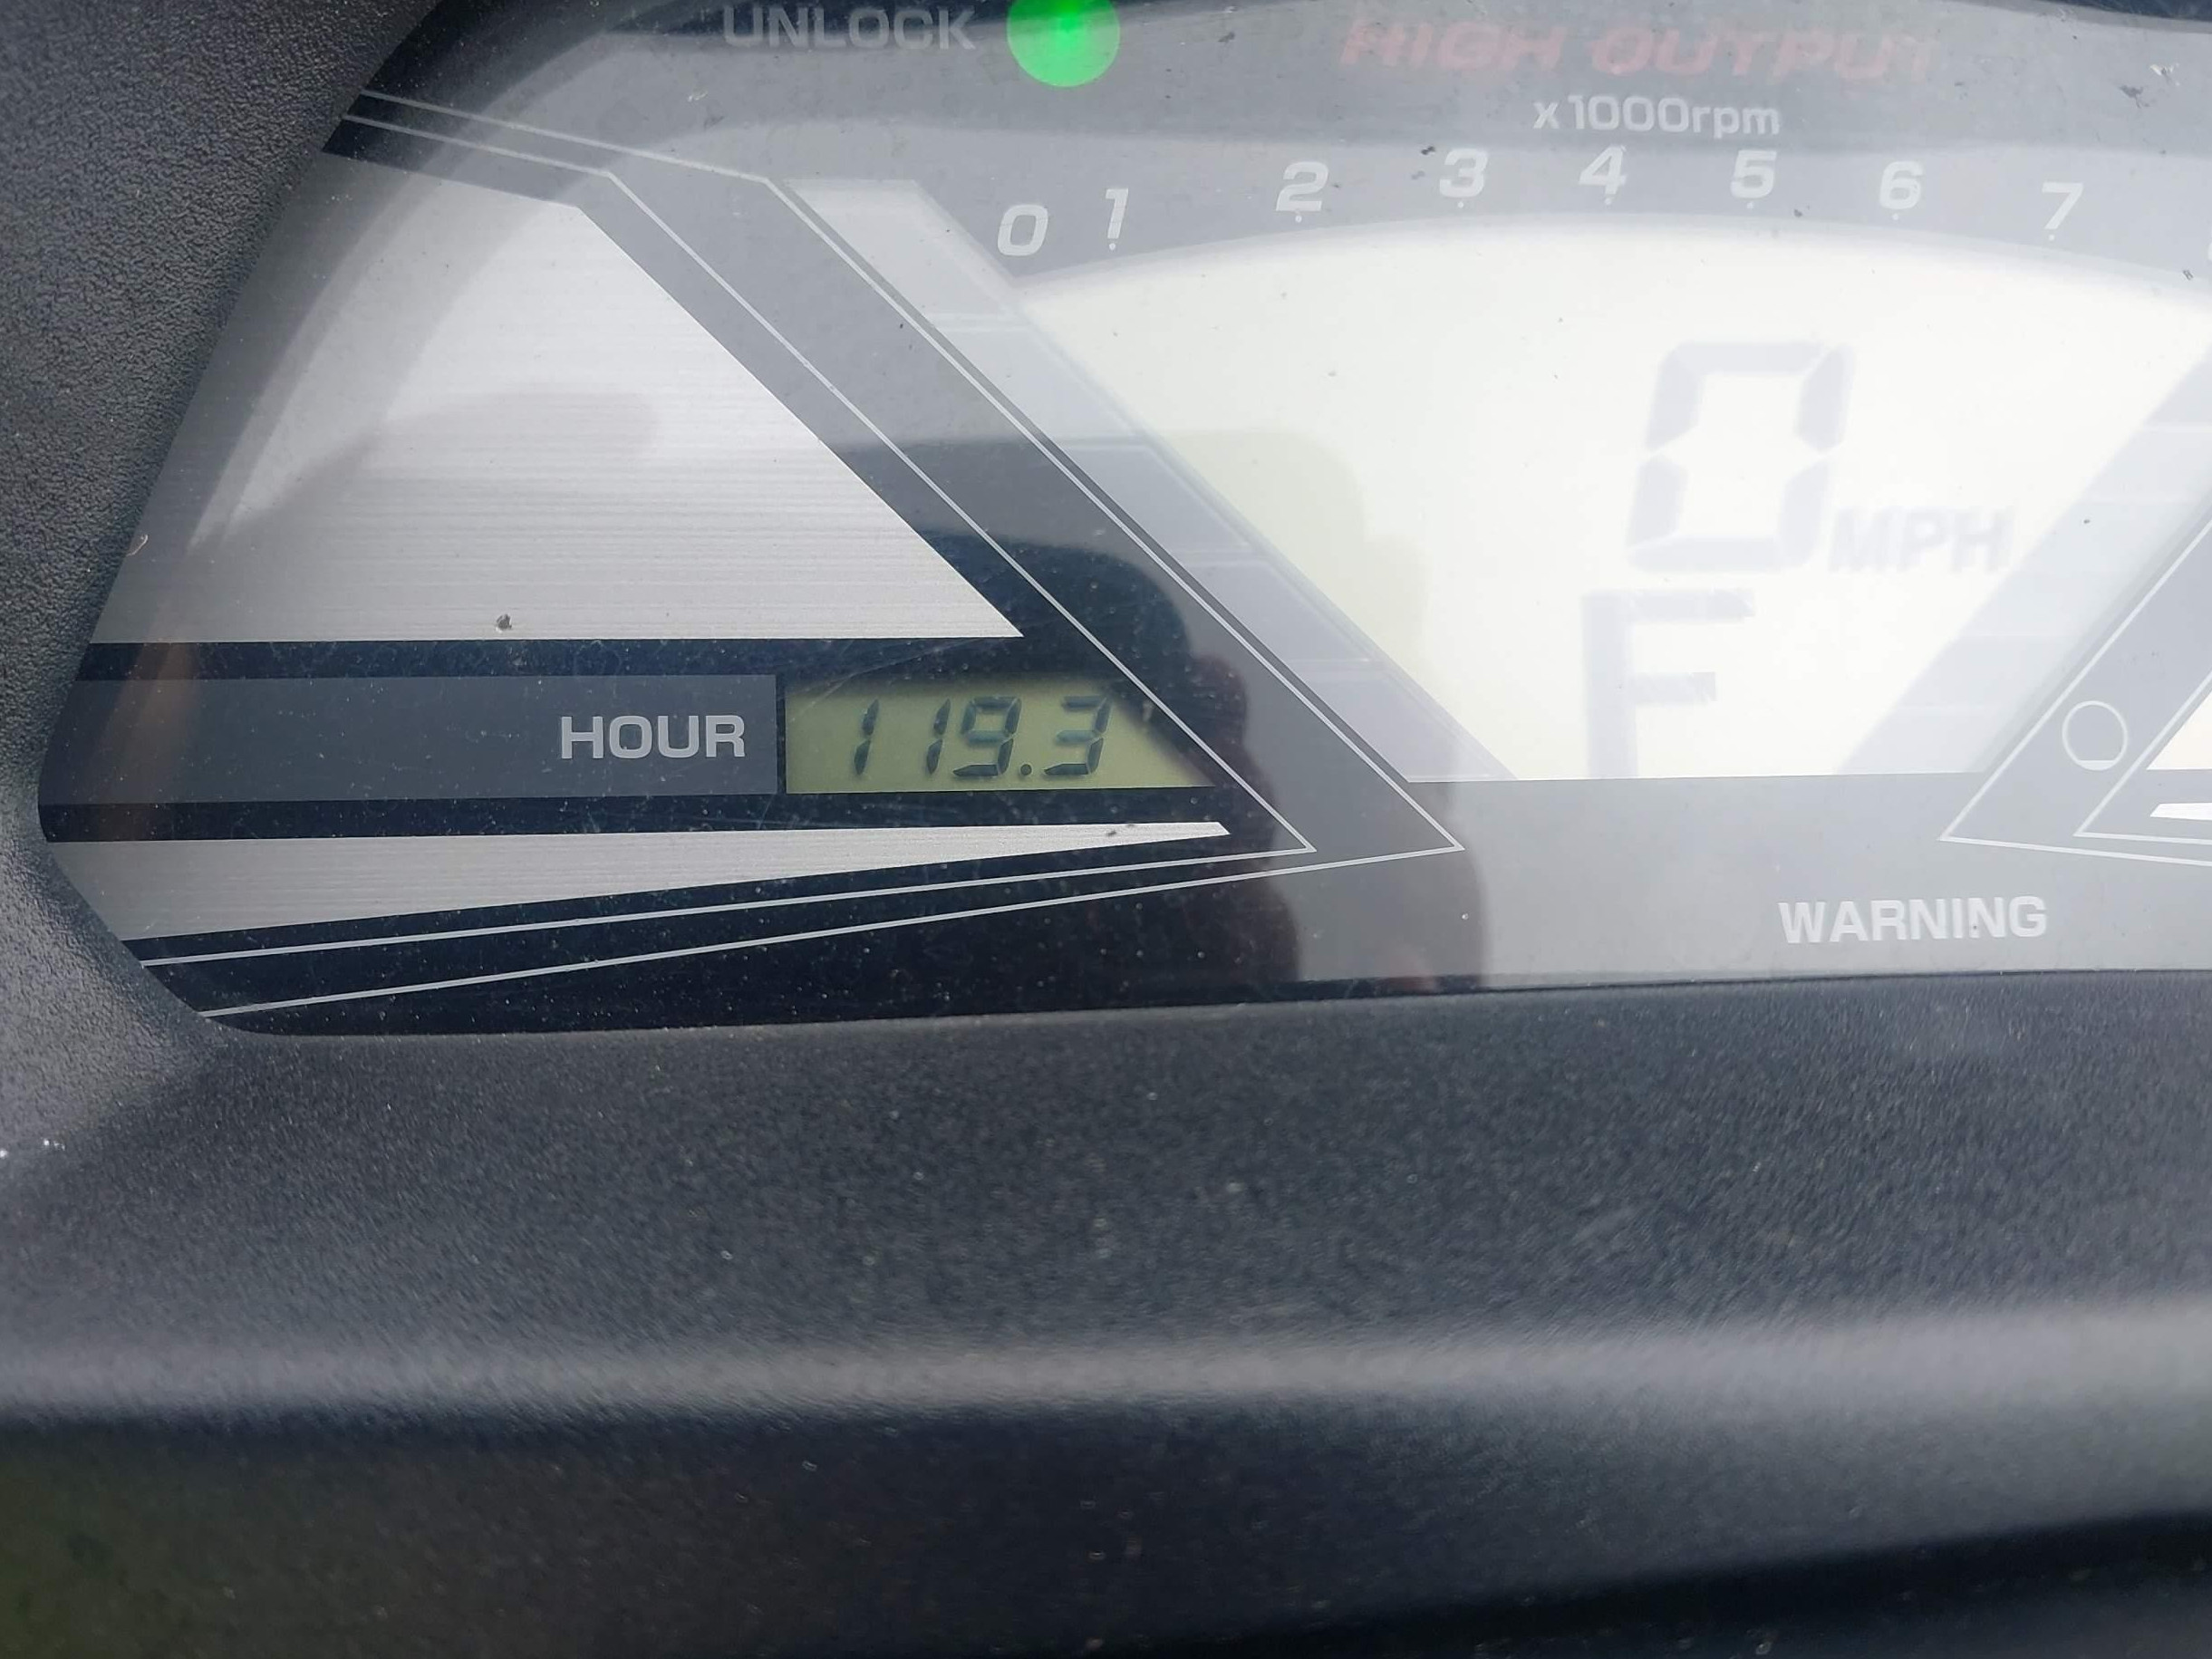 UNLOCK
HIGH OUTPUT
x1000rpm
0 1 2 3 4 5 6 7
0 MPH
F
HOUR 119.3
WARNING